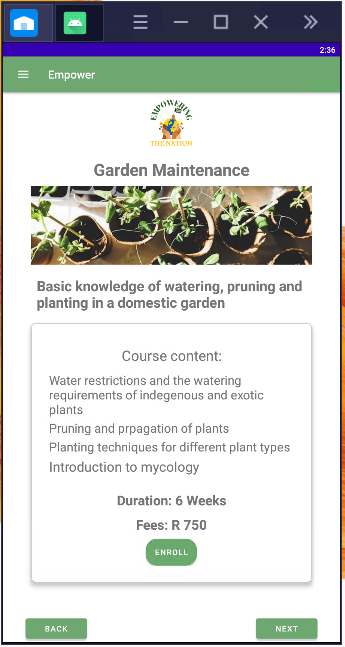 2:36
Empower
EMPOWERING
THE NATION
Garden Maintenance
Basic knowledge of watering, pruning and
planting in a domestic garden
Course content:
Water restrictions and the watering
requirements of indegenous and exotic
plants
Pruning and prpagation of plants
Planting techniques for different plant types
Introduction to mycology
Duration: 6 Weeks
Fees: R 750
ENROLL
BACK
NEXT